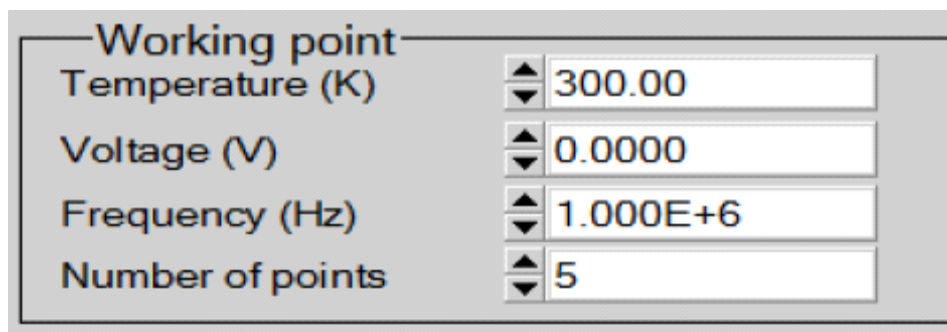 Working point
Temperature (K) 300.00
Voltage (V) 0.0000
Frequency (Hz) 1.000E+6
Number of points 5